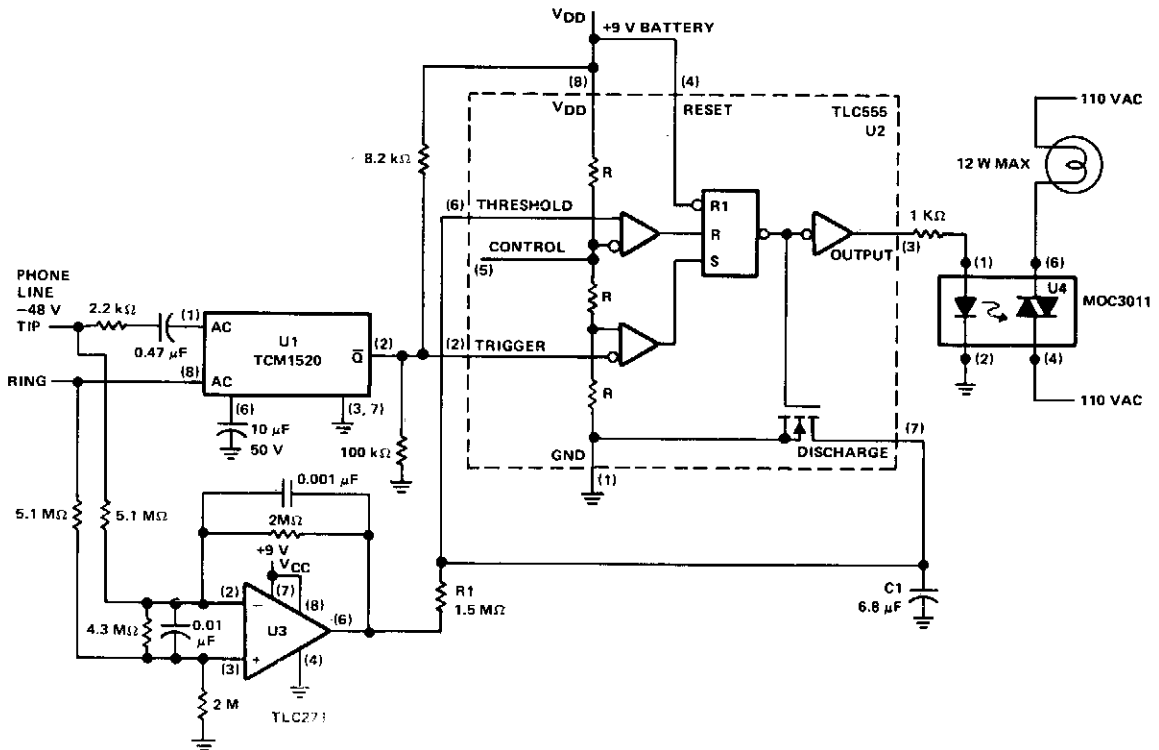 VDD
+9 V BATTERY
(8)
(4)
VDD
RESET
TLC555
U2
110 VAC
12 W MAX
8.2 kΩ
R
(6)
THRESHOLD
R1
R
S
CONTROL
(5)
OUTPUT
(3)
1 KΩ
(1)
(6)
U4
MOC3011
(2)
(4)
110 VAC
PHONE
LINE
–48 V
TIP
2.2 kΩ
0.47 μF
(1)
AC
U1
TCM1520
Q̅
(2)
(2)
TRIGGER
R
R
RING
(8)
AC
(6)
10 μF
50 V
(3, 7)
100 kΩ
GND
(1)
DISCHARGE
(7)
0.001 μF
2MΩ
5.1 MΩ
5.1 MΩ
+9 V
VCC
(7)
(8)
(2)
–
U3
(6)
4.3 MΩ
0.01
μF
(3)
+
(4)
2 M
TLC271
R1
1.5 MΩ
C1
6.8 μF